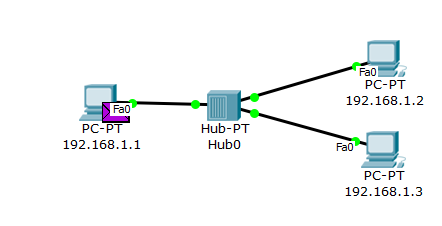 Fa0
PC-PT
192.168.1.1
Hub-PT
Hub0
Fa0
PC-PT
192.168.1.2
Fa0
PC-PT
192.168.1.3